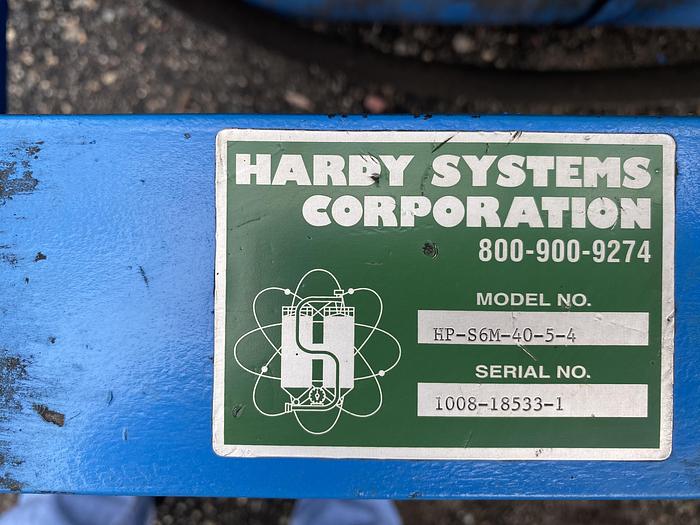 HARDY SYSTEMS
CORPORATION
800-900-9274
MODEL NO.
HP-S6M-40-5-4
SERIAL NO.
1008-18533-1